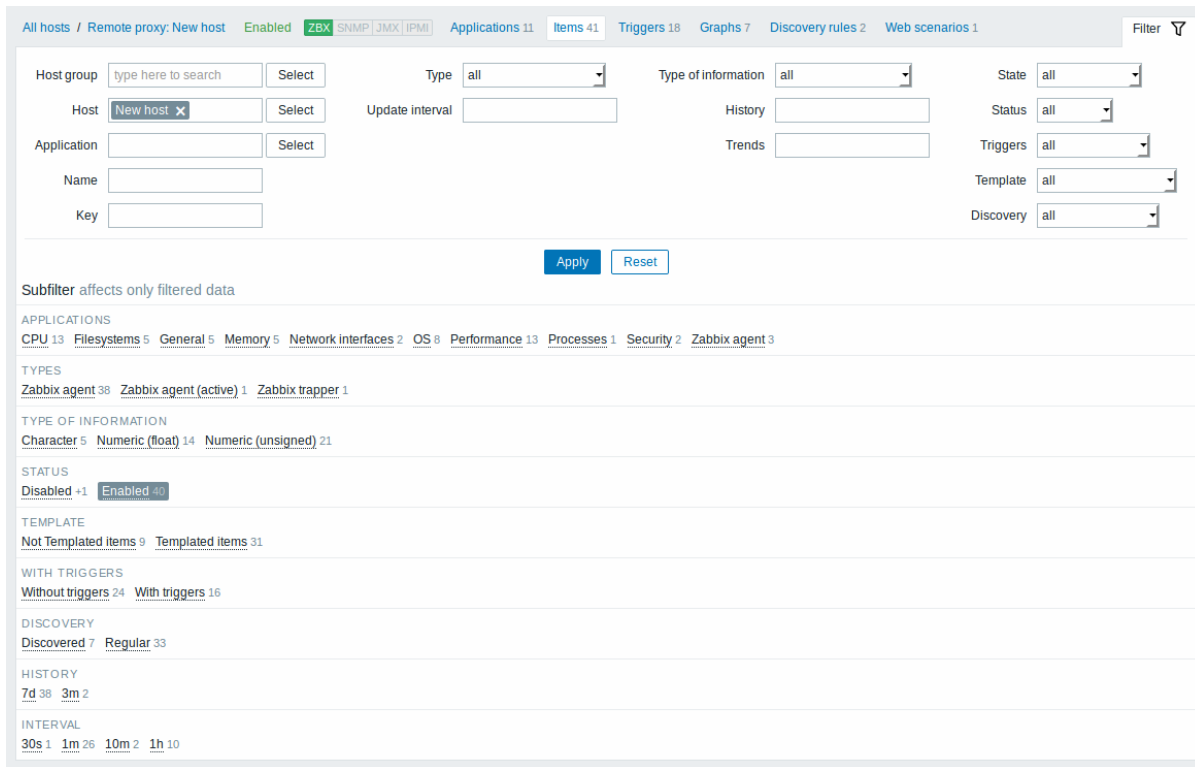 All hosts / Remote proxy: New host Enabled ZBX SNMP JMX IPMI Applications 11 Items 41 Triggers 18 Graphs 7 Discovery rules 2 Web scenarios 1 Filter
Host group type here to search Select Type all Type of information all State all
Host New host Select Update interval History Status all
Application Select Trends Triggers all
Name Template all
Key Discovery all
Apply Reset
Subfilter affects only filtered data
APPLICATIONS
CPU 13 Filesystems 5 General 5 Memory 5 Network interfaces 2 OS 8 Performance 13 Processes 1 Security 2 Zabbix agent 3
TYPES
Zabbix agent 38 Zabbix agent (active) 1 Zabbix trapper 1
TYPE OF INFORMATION
Character 5 Numeric (float) 14 Numeric (unsigned) 21
STATUS
Disabled +1 Enabled 40
TEMPLATE
Not Templated items 9 Templated items 31
WITH TRIGGERS
Without triggers 24 With triggers 16
DISCOVERY
Discovered 7 Regular 33
HISTORY
7d 38 3m 2
INTERVAL
30s 1 1m 26 10m 2 1h 10